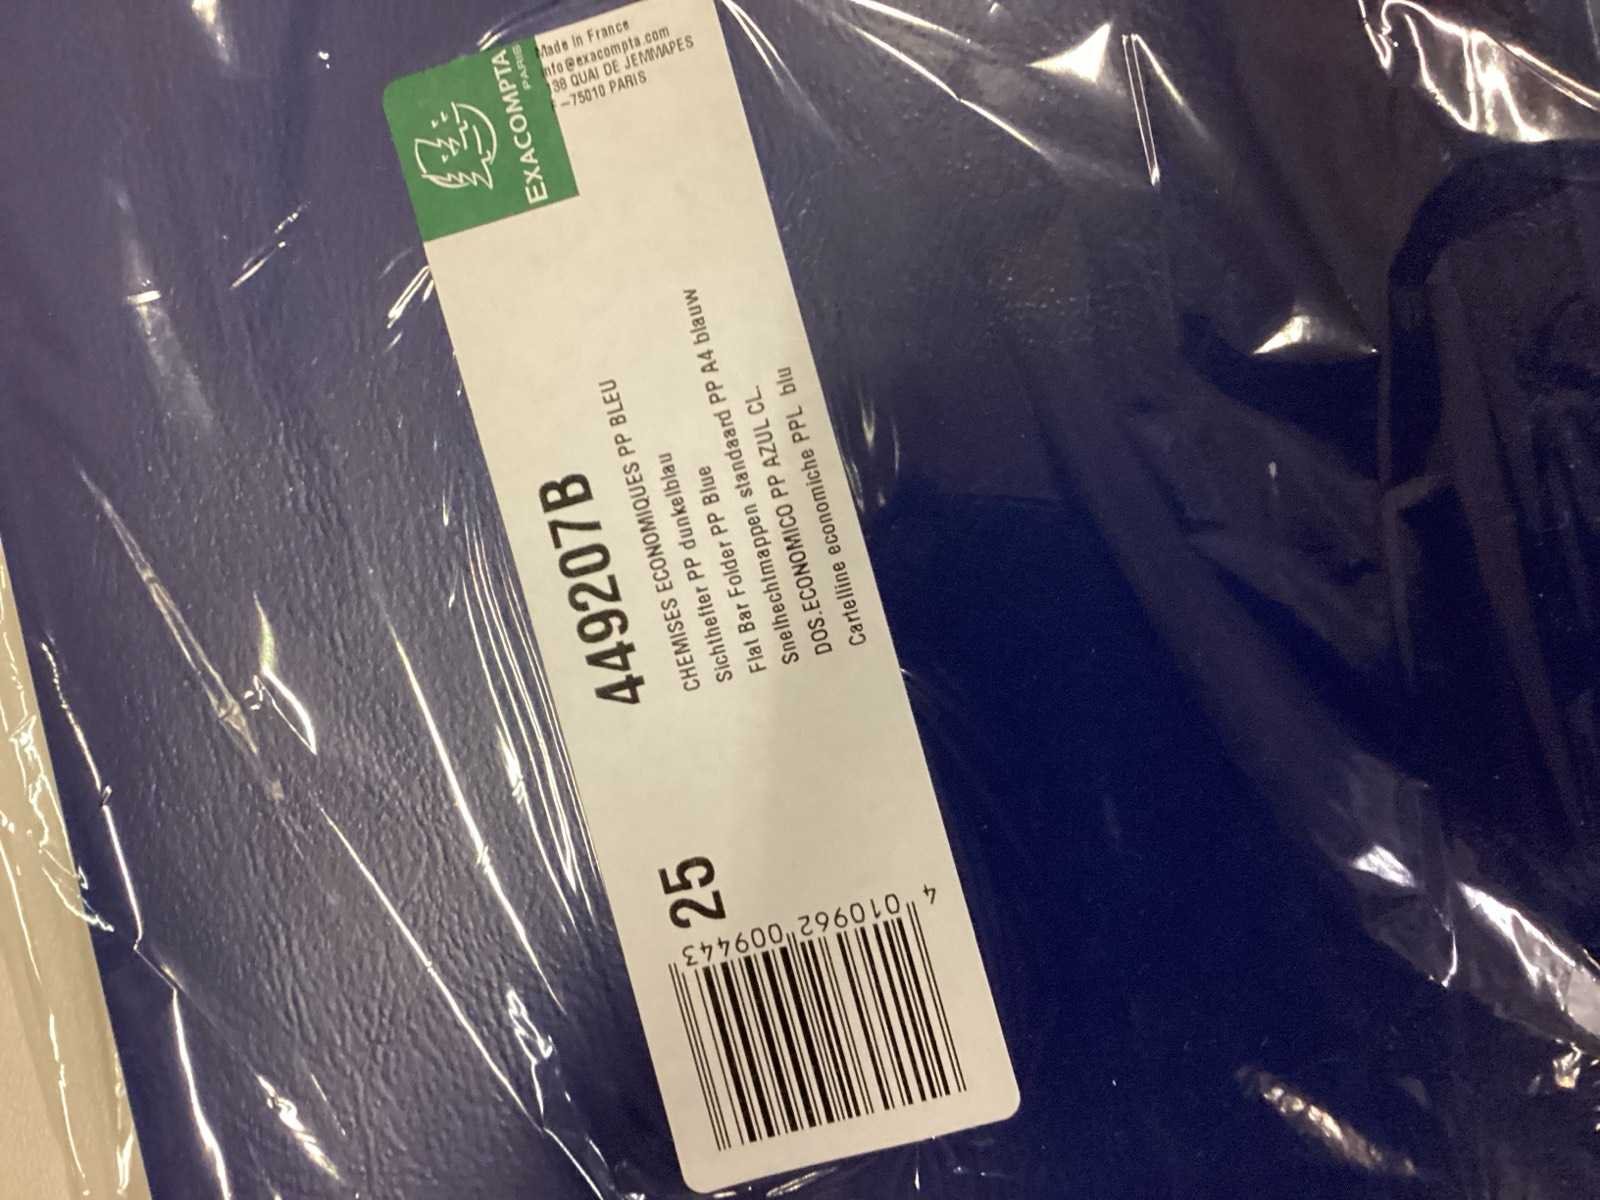 EXACOMPTA
PARIS
Made in France
info@exacompta.com
138 QUAI DE JEMMAPES
-75010 PARIS
449207B
CHEMISES ECONOMIQUES PP BLEU
Sichthefter PP dunkelblau
Flat Bar Folder PP Blue
Snelhechtmappen standaard PP A4 blauw
DOS.ECONOMICO PP AZUL CL.
Cartelline economiche PPL blu
25
4 010962 009443